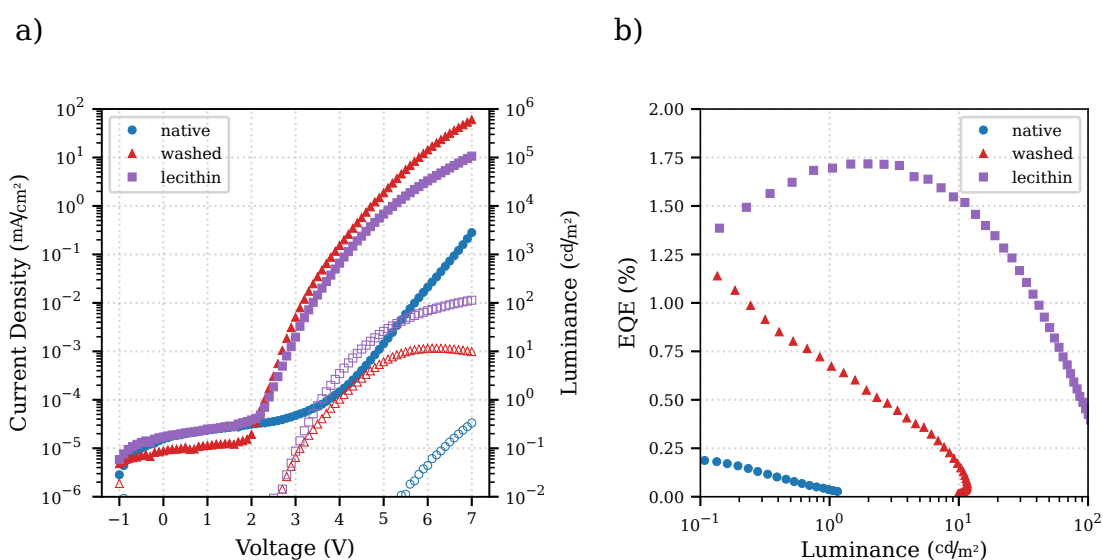 a)
b)
native
washed
lecithin
10² 10¹ 10⁰ 10⁻¹ 10⁻² 10⁻³ 10⁻⁴ 10⁻⁵ 10⁻⁶
Current Density (mA/cm²)
−1 0 1 2 3 4 5 6 7
Voltage (V)
10⁶ 10⁵ 10⁴ 10³ 10² 10¹ 10⁰ 10⁻¹ 10⁻²
Luminance (cd/m²)
native
washed
lecithin
2.00 1.75 1.50 1.25 1.00 0.75 0.50 0.25 0.00
EQE (%)
10⁻¹ 10⁰ 10¹ 10²
Luminance (cd/m²)